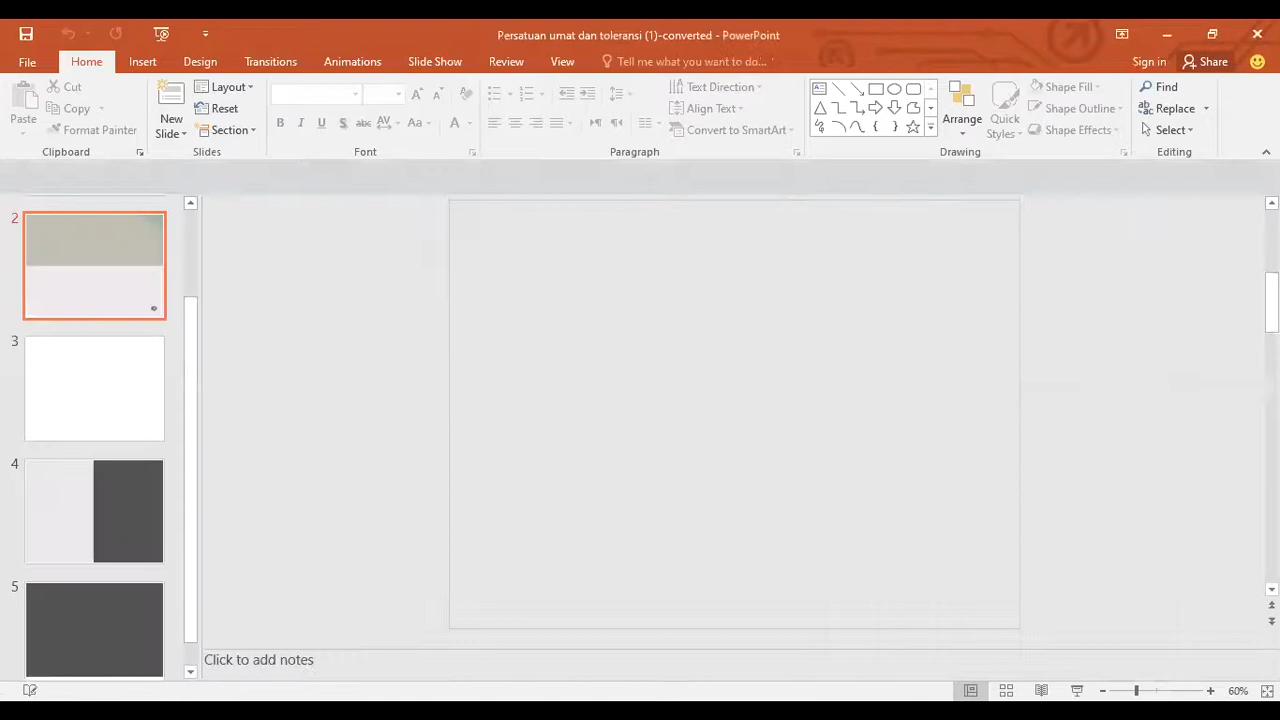 Persatuan umat dan toleransi (1)-converted - PowerPoint
File Home Insert Design Transitions Animations Slide Show Review View Tell me what you want to do... Sign in Share
Paste Cut Copy Format Painter
Clipboard
New Slide Layout Reset Section
Slides
B I U S abc AV Aa A
Font
Text Direction Align Text Convert to SmartArt
Paragraph
Arrange Quick Styles Shape Fill Shape Outline Shape Effects
Drawing
Find Replace Select
Editing
2
3
4
5
Click to add notes
60%